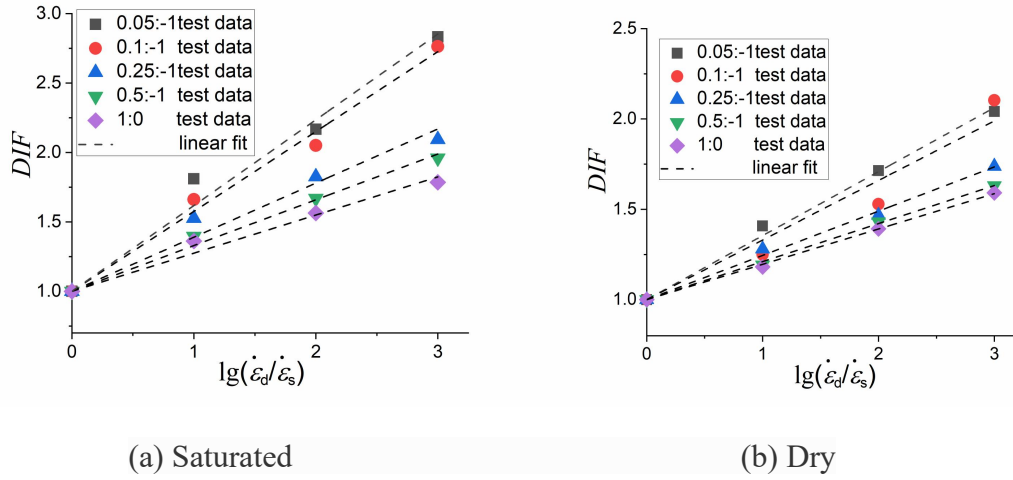 3.0
2.5
2.0
1.5
1.0
DIF
0.05:-1test data
0.1:-1 test data
0.25:-1test data
0.5:-1 test data
1:0 test data
linear fit
0 1 2 3
lg(ε̇d/ε̇s)
(a) Saturated
2.5
2.0
1.5
1.0
DIF
0.05:-1test data
0.1:-1 test data
0.25:-1test data
0.5:-1 test data
1:0 test data
linear fit
0 1 2 3
lg(ε̇d/ε̇s)
(b) Dry